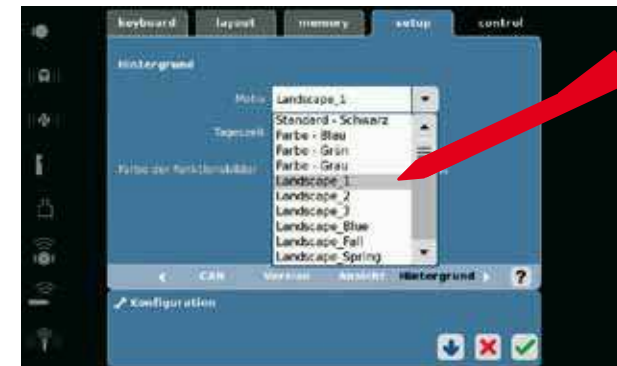 keyboard layout memory setup control
Hintergrund
Motiv Landscape_1
Standard - Schwarz
Tageszeit Farbe - Blau
Farbe - Grün
Farbe der Funktionsbilder Farbe - Grau
Landscape_1
Landscape_2
Landscape_3
Landscape_Blue
Landscape_Fall
Landscape_Spring
< CAN Version Ansicht Hintergrund > ?
Konfiguration